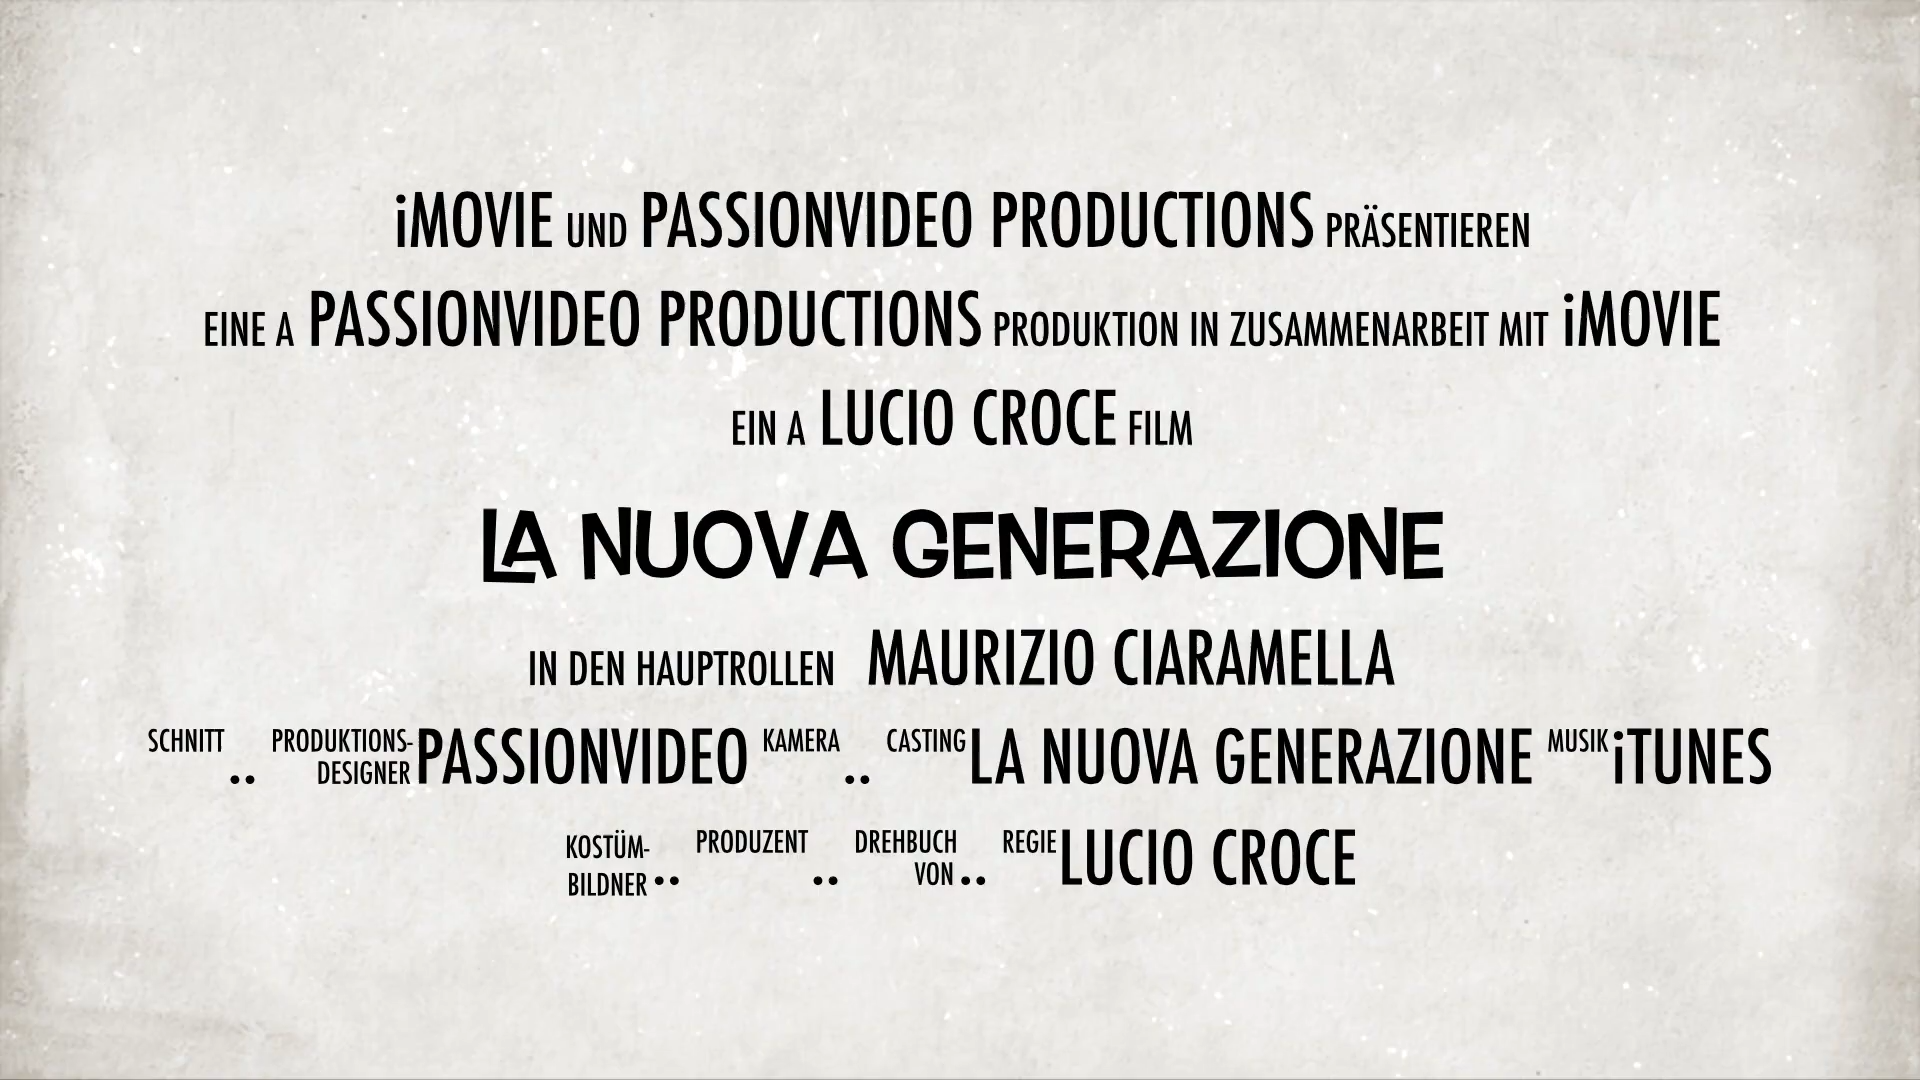 iMOVIE UND PASSIONVIDEO PRODUCTIONS PRÄSENTIEREN
EINE A PASSIONVIDEO PRODUCTIONS PRODUKTION IN ZUSAMMENARBEIT MIT iMOVIE
EIN A LUCIO CROCE FILM
LA NUOVA GENERAZIONE
IN DEN HAUPTROLLEN MAURIZIO CIARAMELLA
SCHNITT .. PRODUKTIONS-DESIGNER PASSIONVIDEO KAMERA .. CASTING LA NUOVA GENERAZIONE MUSIK iTUNES
KOSTÜM-BILDNER .. PRODUZENT .. DREHBUCH VON .. REGIE LUCIO CROCE